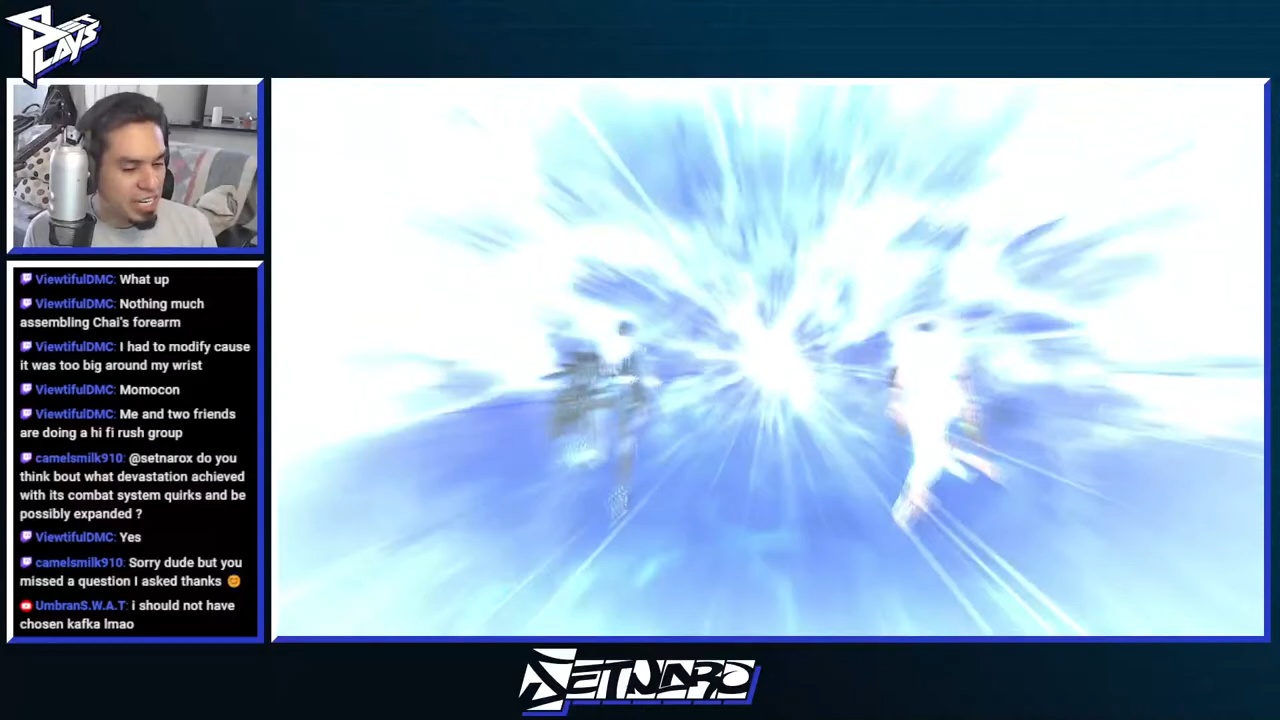 SET
PLAYS
ViewtifulDMC: What up
ViewtifulDMC: Nothing much
assembling Chai's forearm
ViewtifulDMC: I had to modify cause
it was too big around my wrist
ViewtifulDMC: Momocon
ViewtifulDMC: Me and two friends
are doing a hi fi rush group
camelsmilk910: @setnarox do you
think bout what devastation achieved
with its combat system quirks and be
possibly expanded ?
ViewtifulDMC: Yes
camelsmilk910: Sorry dude but you
missed a question I asked thanks 😊
UmbranS.W.A.T: i should not have
chosen kafka lmao
SETNARO